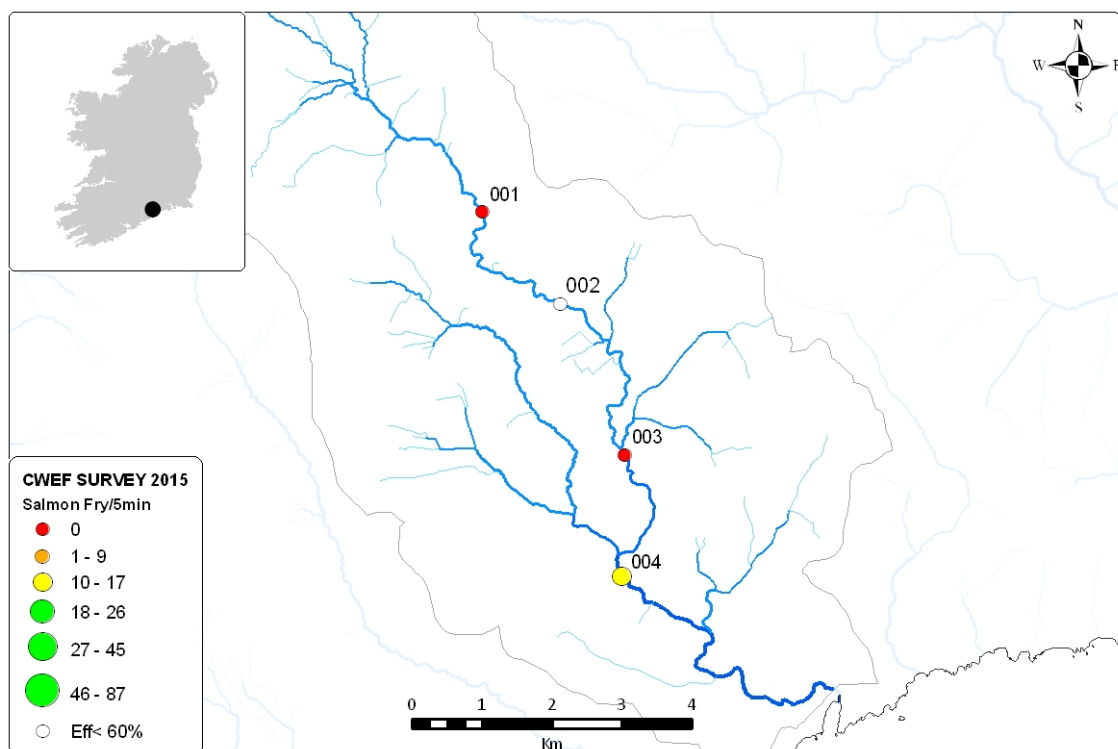 N
W E
S
001
002
003
004
CWEF SURVEY 2015
Salmon Fry/5min
0
1 - 9
10 - 17
18 - 26
27 - 45
46 - 87
Eff< 60%
0 1 2 3 4
Km